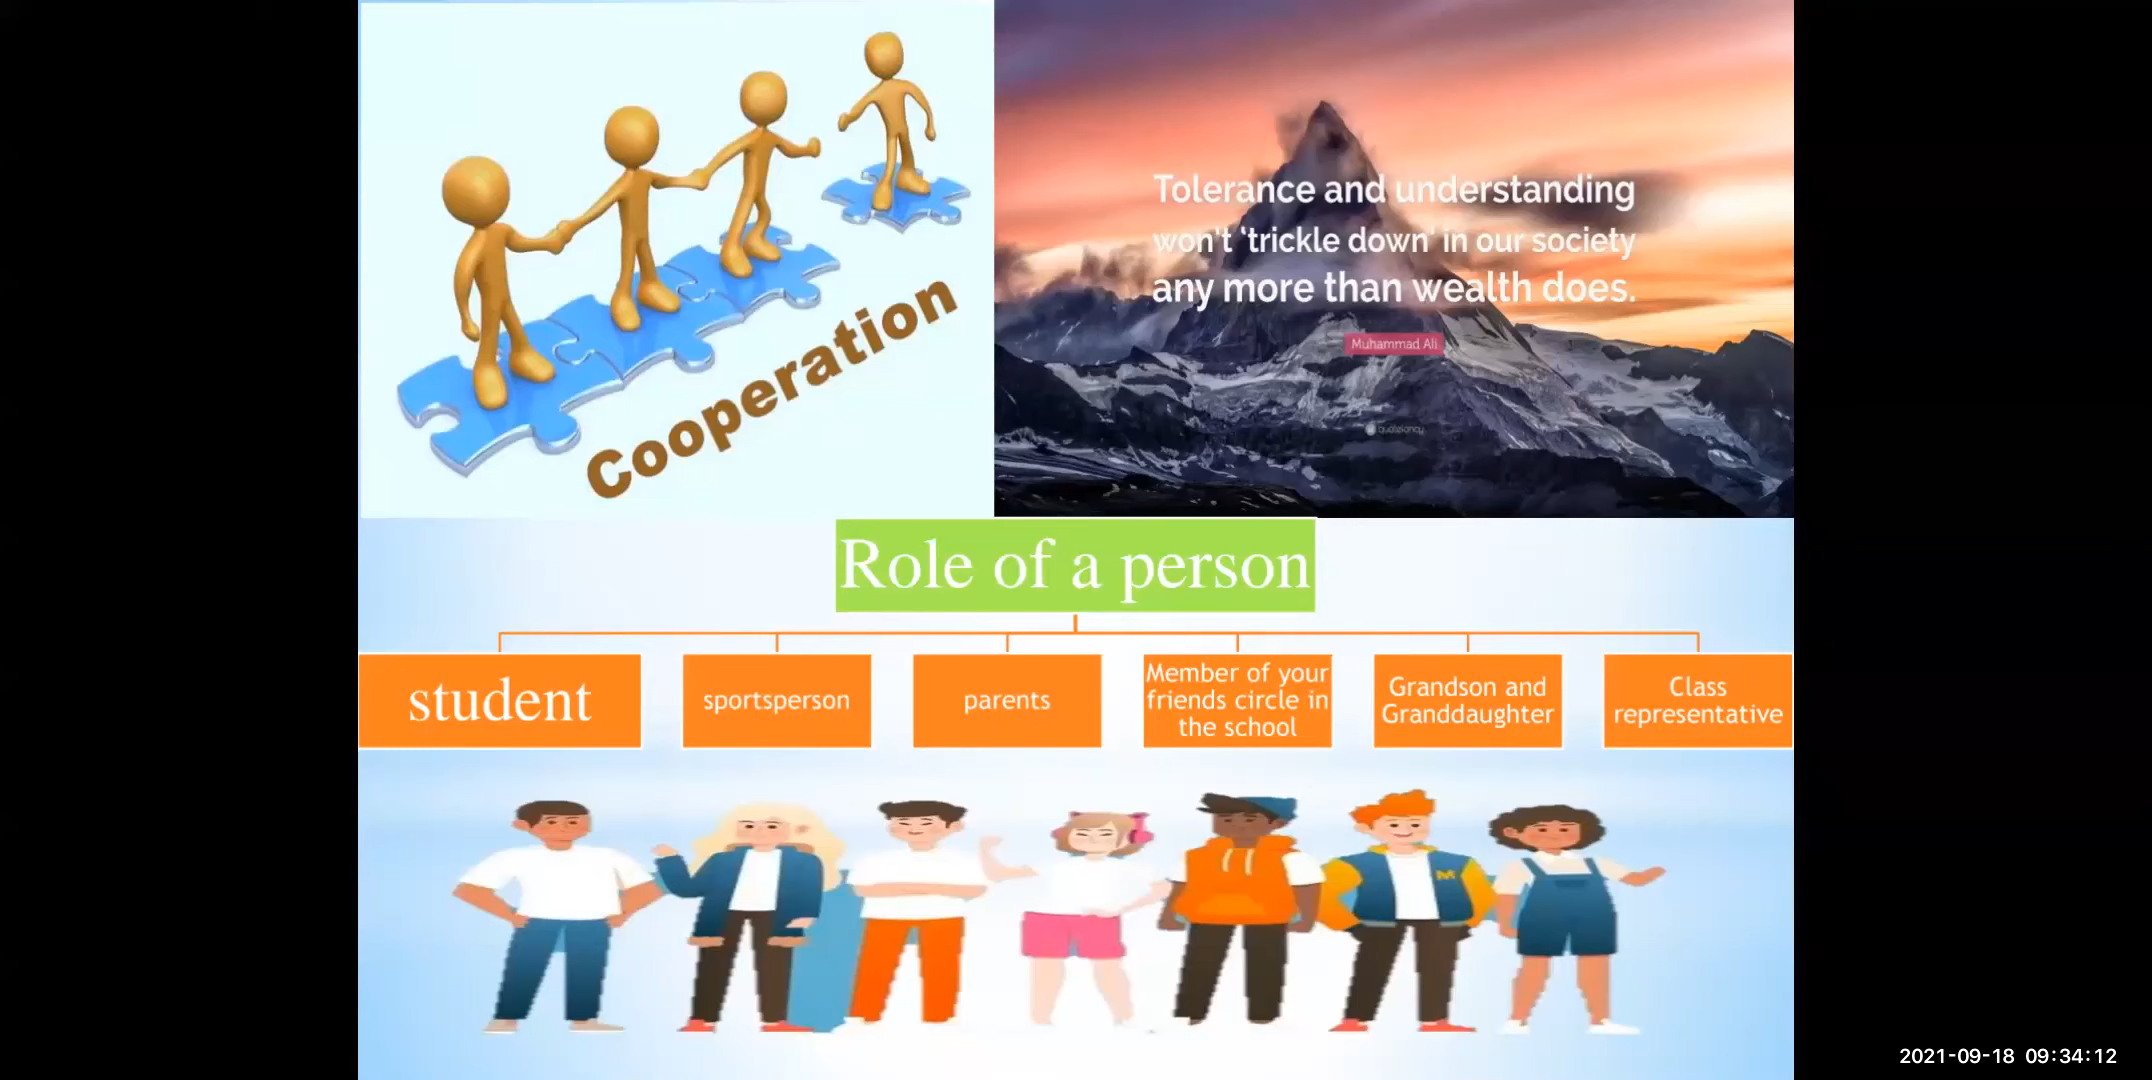 Cooperation
Tolerance and understanding
won't 'trickle down' in our society
any more than wealth does.
Muhammad Ali
quotefancy
Role of a person
student
sportsperson
parents
Member of your
friends circle in
the school
Grandson and
Granddaughter
Class
representative
M
2021-09-18 09:34:12